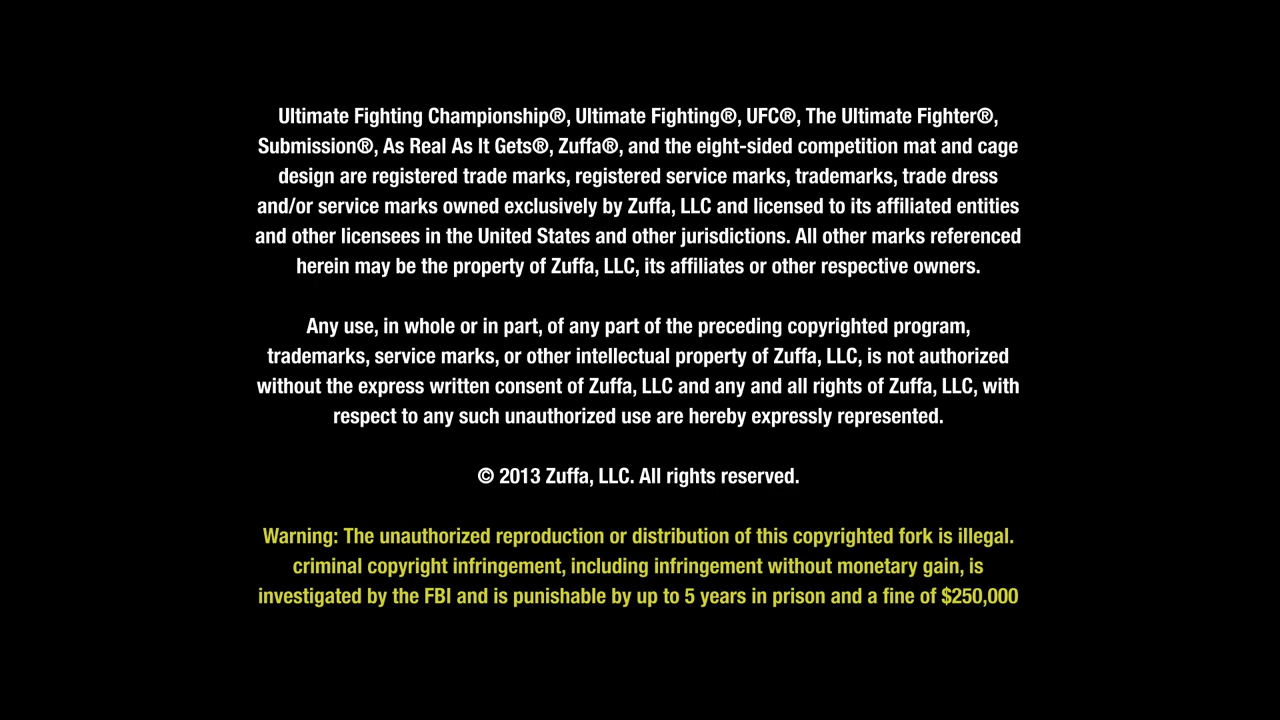 Ultimate Fighting Championship®, Ultimate Fighting®, UFC®, The Ultimate Fighter®,
Submission®, As Real As It Gets®, Zuffa®, and the eight-sided competition mat and cage
design are registered trade marks, registered service marks, trademarks, trade dress
and/or service marks owned exclusively by Zuffa, LLC and licensed to its affiliated entities
and other licensees in the United States and other jurisdictions. All other marks referenced
herein may be the property of Zuffa, LLC, its affiliates or other respective owners.
Any use, in whole or in part, of any part of the preceding copyrighted program,
trademarks, service marks, or other intellectual property of Zuffa, LLC, is not authorized
without the express written consent of Zuffa, LLC and any and all rights of Zuffa, LLC, with
respect to any such unauthorized use are hereby expressly represented.
© 2013 Zuffa, LLC. All rights reserved.
Warning: The unauthorized reproduction or distribution of this copyrighted fork is illegal.
criminal copyright infringement, including infringement without monetary gain, is
investigated by the FBI and is punishable by up to 5 years in prison and a fine of $250,000